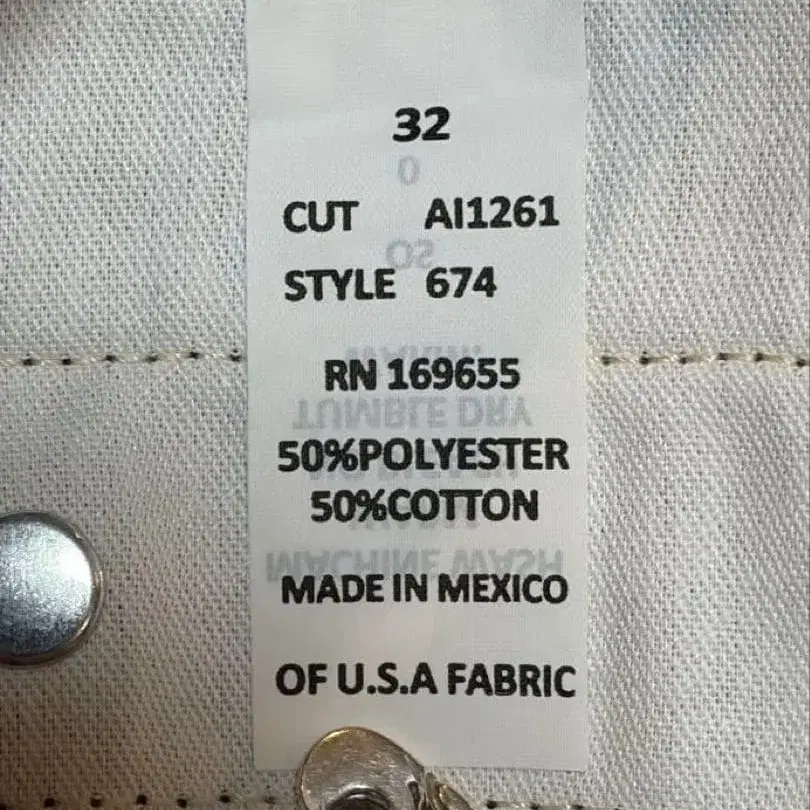 32
CUT AI1261
STYLE 674
RN 169655
50%POLYESTER
50%COTTON
MADE IN MEXICO
OF U.S.A FABRIC